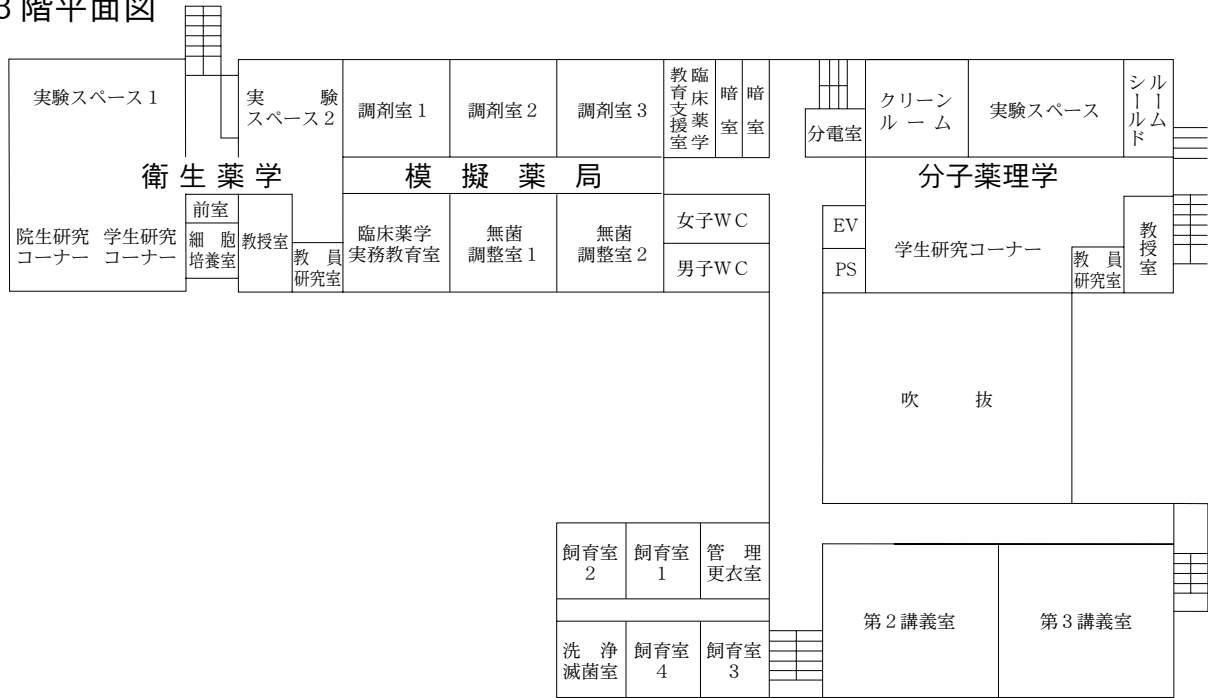 3階平面図
実験スペース1
実　験
スペース2
調剤室1
調剤室2
調剤室3
臨床薬学
教育支援室
暗室
暗室
分電室
クリーン
ルーム
実験スペース
ルーム
シールド
衛生薬学
模擬薬局
分子薬理学
院生研究
コーナー
学生研究
コーナー
前室
細胞
培養室
教授室
教員
研究室
臨床薬学
実務教育室
無菌
調整室1
無菌
調整室2
女子WC
男子WC
EV
PS
学生研究コーナー
教員
研究室
教授室
吹　抜
飼育室
2
飼育室
1
管理
更衣室
第2講義室
第3講義室
洗浄
滅菌室
飼育室
4
飼育室
3